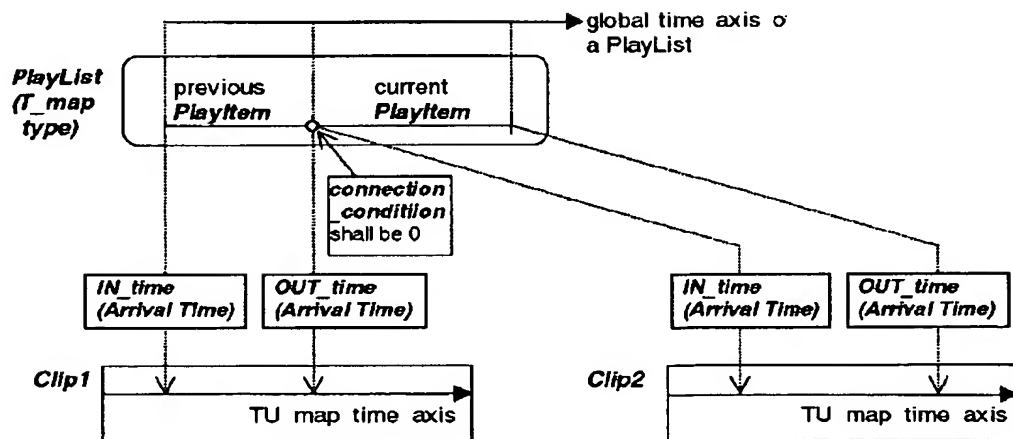 global time axis o
a PlayList
PlayList
(T_map
type)
previous
PlayItem
current
PlayItem
connection
_condition
shall be 0
IN_time
(Arrival Time)
OUT_time
(Arrival Time)
IN_time
(Arrival Time)
OUT_time
(Arrival Time)
Clip1
TU map time axis
Clip2
TU map time axis